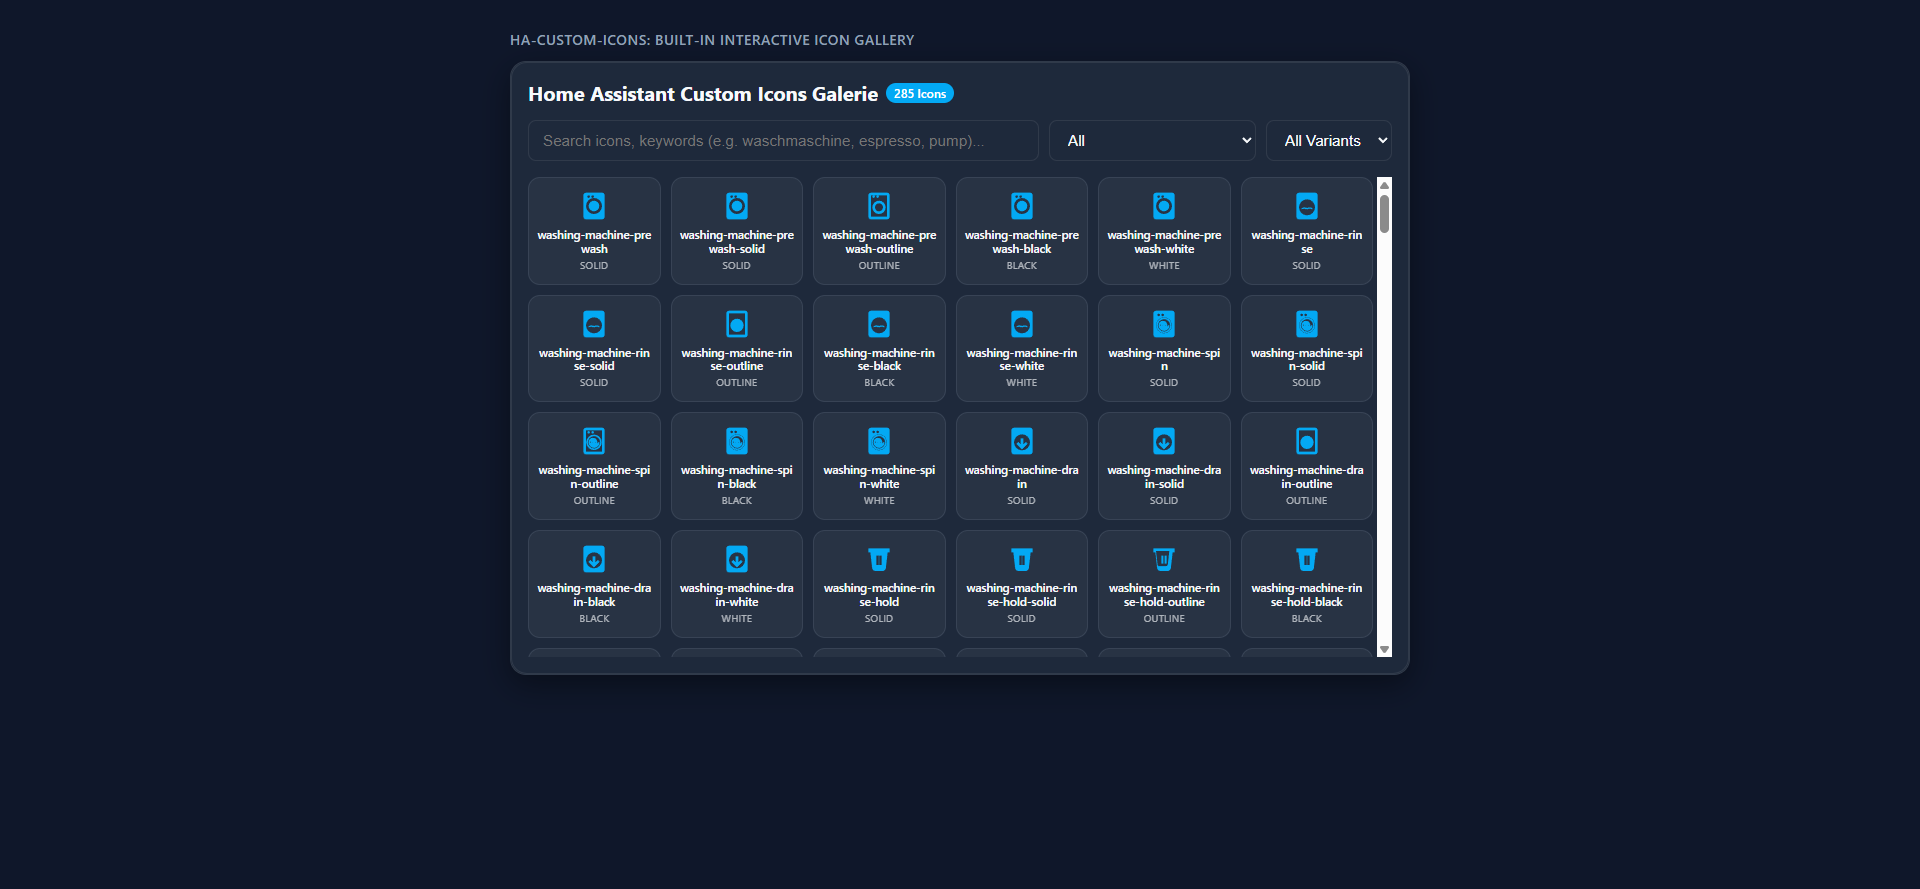 HA-CUSTOM-ICONS: BUILT-IN INTERACTIVE ICON GALLERY
Home Assistant Custom Icons Galerie 285 Icons
Search icons, keywords (e.g. waschmaschine, espresso, pump)... All All Variants
washing-machine-pre washing-machine-pre washing-machine-pre washing-machine-pre washing-machine-pre washing-machine-rin
wash wash-solid wash-outline wash-black wash-white se
SOLID SOLID OUTLINE BLACK WHITE SOLID
washing-machine-rin washing-machine-rin washing-machine-rin washing-machine-rin washing-machine-spi washing-machine-spi
se-solid se-outline se-black se-white n n-solid
SOLID OUTLINE BLACK WHITE SOLID SOLID
washing-machine-spi washing-machine-spi washing-machine-spi washing-machine-dra washing-machine-dra washing-machine-dra
n-outline n-black n-white in in-solid in-outline
OUTLINE BLACK WHITE SOLID SOLID OUTLINE
washing-machine-dra washing-machine-dra washing-machine-rin washing-machine-rin washing-machine-rin washing-machine-rin
in-black in-white se-hold se-hold-solid se-hold-outline se-hold-black
BLACK WHITE SOLID SOLID OUTLINE BLACK